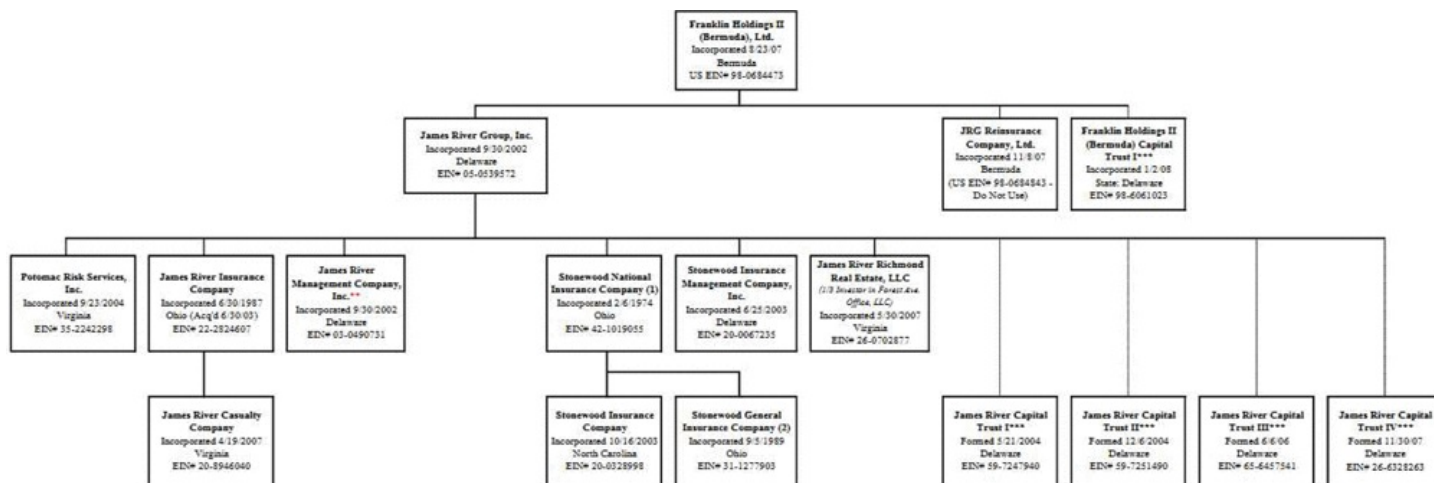 Franklin Holdings II
(Bermuda), Ltd.
Incorporated 8/23/07
Bermuda
US EIN# 98-0684473
James River Group, Inc.
Incorporated 9/30/2002
Delaware
EIN# 05-0539572
JRG Reinsurance
Company, Ltd.
Incorporated 11/8/07
Bermuda
(US EIN# 98-0684843 -
Do Not Use)
Franklin Holdings II
(Bermuda) Capital
Trust I***
Incorporated 1/2/08
State: Delaware
EIN# 98-6061023
Potomac Risk Services,
Inc.
Incorporated 9/23/2004
Virginia
EIN# 35-2242298
James River Insurance
Company
Incorporated 6/30/1987
Ohio (Acq'd 6/30/03)
EIN# 22-2824607
James River
Management Company,
Inc.**
Incorporated 9/30/2002
Delaware
EIN# 03-0490731
Stonewood National
Insurance Company (1)
Incorporated 2/6/1974
Ohio
EIN# 42-1019055
Stonewood Insurance
Management Company,
Inc.
Incorporated 6/25/2003
Delaware
EIN# 20-0067235
James River Richmond
Real Estate, LLC
(1/8 Investor in Forest Ave.
Office, LLC)
Incorporated 5/30/2007
Virginia
EIN# 26-0702877
James River Casualty
Company
Incorporated 4/19/2007
Virginia
EIN# 20-8946040
Stonewood Insurance
Company
Incorporated 10/16/2003
North Carolina
EIN# 20-0328998
Stonewood General
Insurance Company (2)
Incorporated 9/5/1989
Ohio
EIN# 31-1277903
James River Capital
Trust I***
Formed 5/21/2004
Delaware
EIN# 59-7247940
James River Capital
Trust II***
Formed 12/6/2004
Delaware
EIN# 59-7251490
James River Capital
Trust III***
Formed 6/6/06
Delaware
EIN# 65-6457541
James River Capital
Trust IV***
Formed 11/30/07
Delaware
EIN# 26-6328263